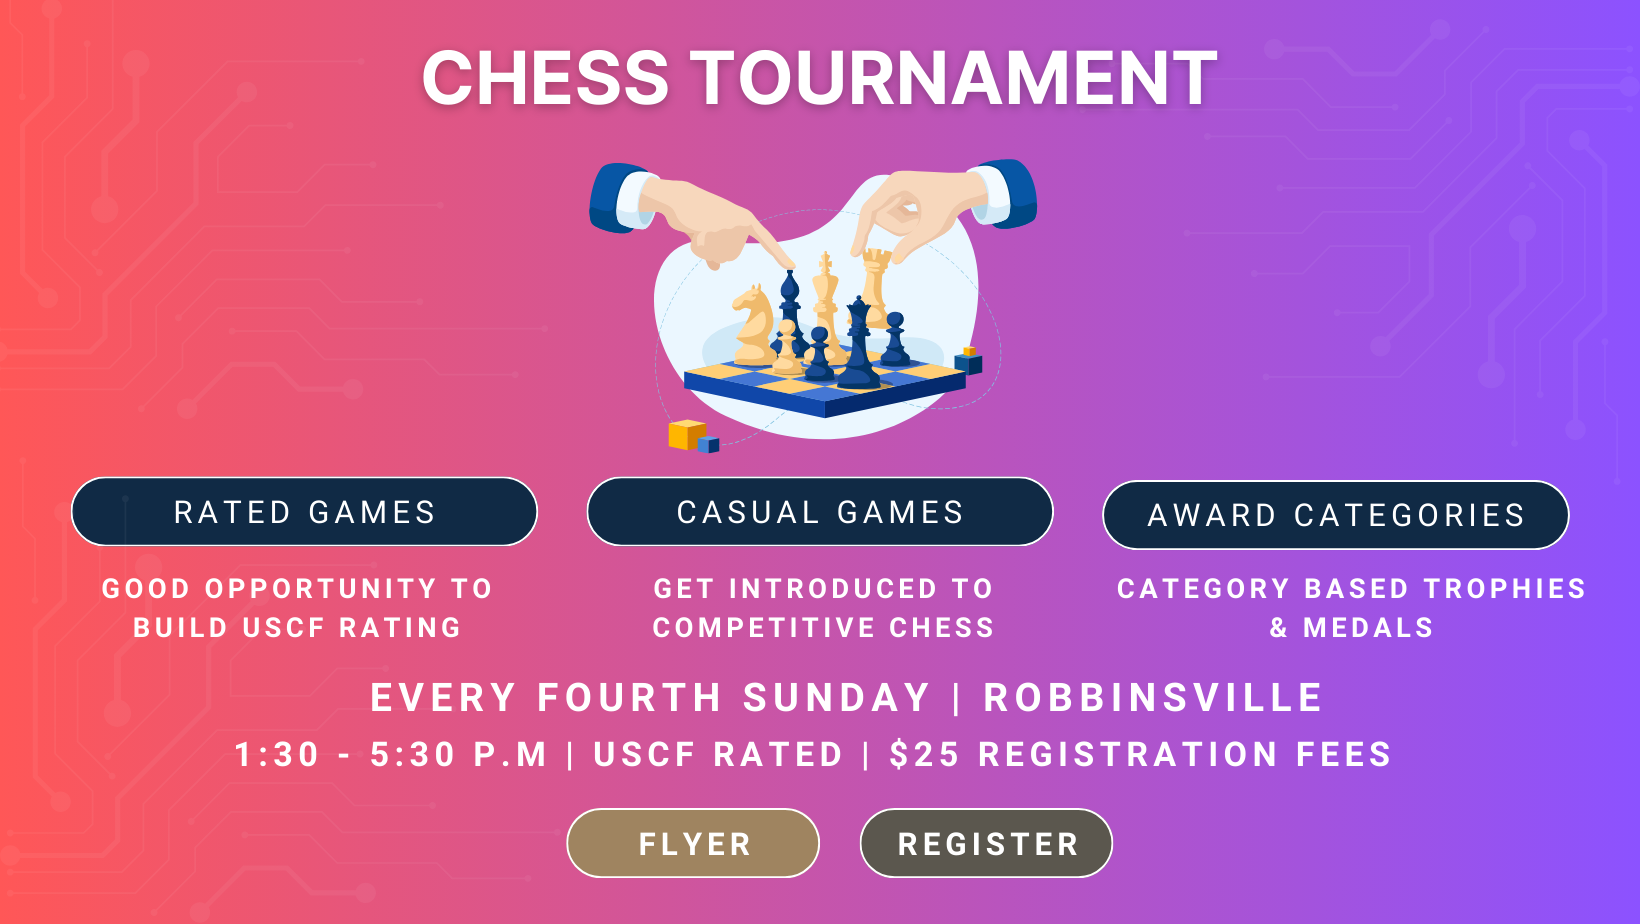 CHESS TOURNAMENT
RATED GAMES
GOOD OPPORTUNITY TO
BUILD USCF RATING
CASUAL GAMES
GET INTRODUCED TO
COMPETITIVE CHESS
AWARD CATEGORIES
CATEGORY BASED TROPHIES
& MEDALS
EVERY FOURTH SUNDAY | ROBBINSVILLE
1:30 - 5:30 P.M | USCF RATED | $25 REGISTRATION FEES
FLYER
REGISTER